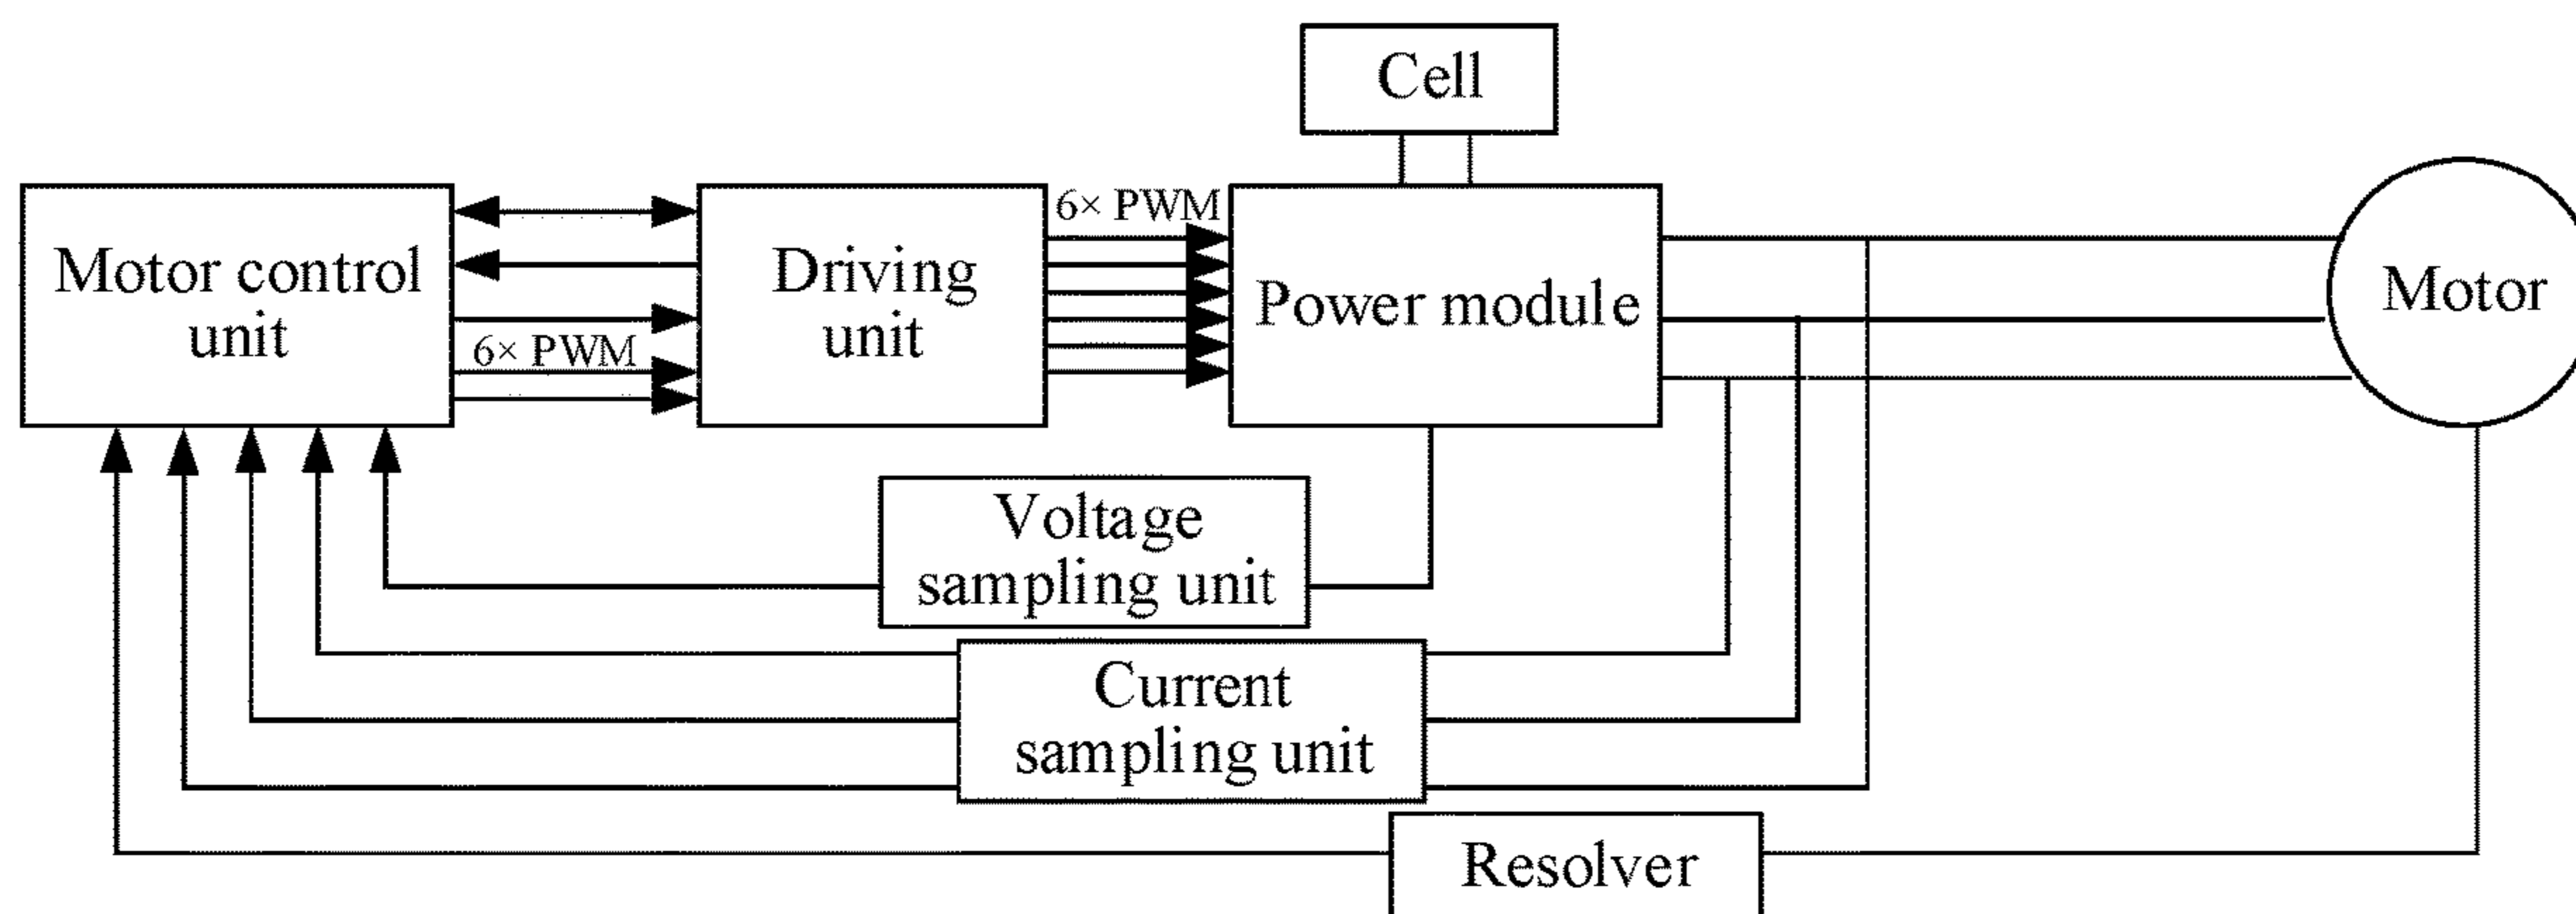 Cell
Motor control
unit
6× PWM
Driving
unit
6× PWM
Power module
Motor
Voltage
sampling unit
Current
sampling unit
Resolver